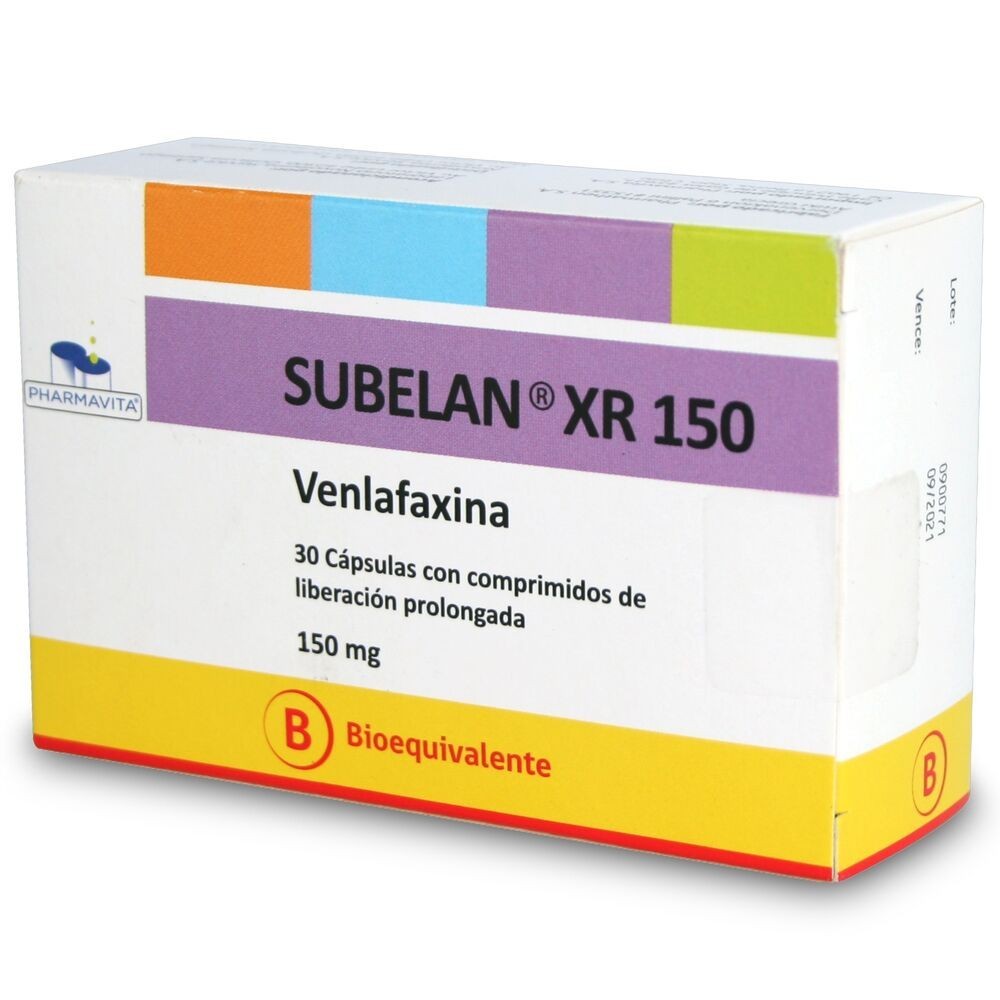 PHARMAVITA®
SUBELAN® XR 150
Venlafaxina
30 Cápsulas con comprimidos de
liberación prolongada
150 mg
B Bioequivalente
Lote:
Vence:
0900771
09/2021
B